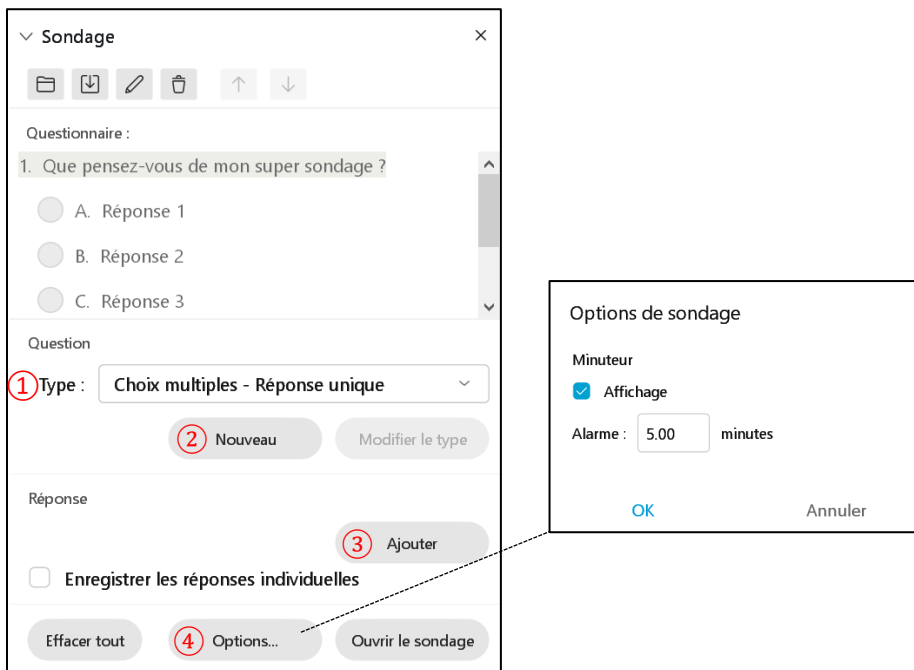 Sondage
Questionnaire :
1. Que pensez-vous de mon super sondage ?
A. Réponse 1
B. Réponse 2
C. Réponse 3
Question
① Type : Choix multiples - Réponse unique
② Nouveau Modifier le type
Réponse
③ Ajouter
Enregistrer les réponses individuelles
Effacer tout ④ Options... Ouvrir le sondage
Options de sondage
Minuteur
Affichage
Alarme : 5.00 minutes
OK Annuler